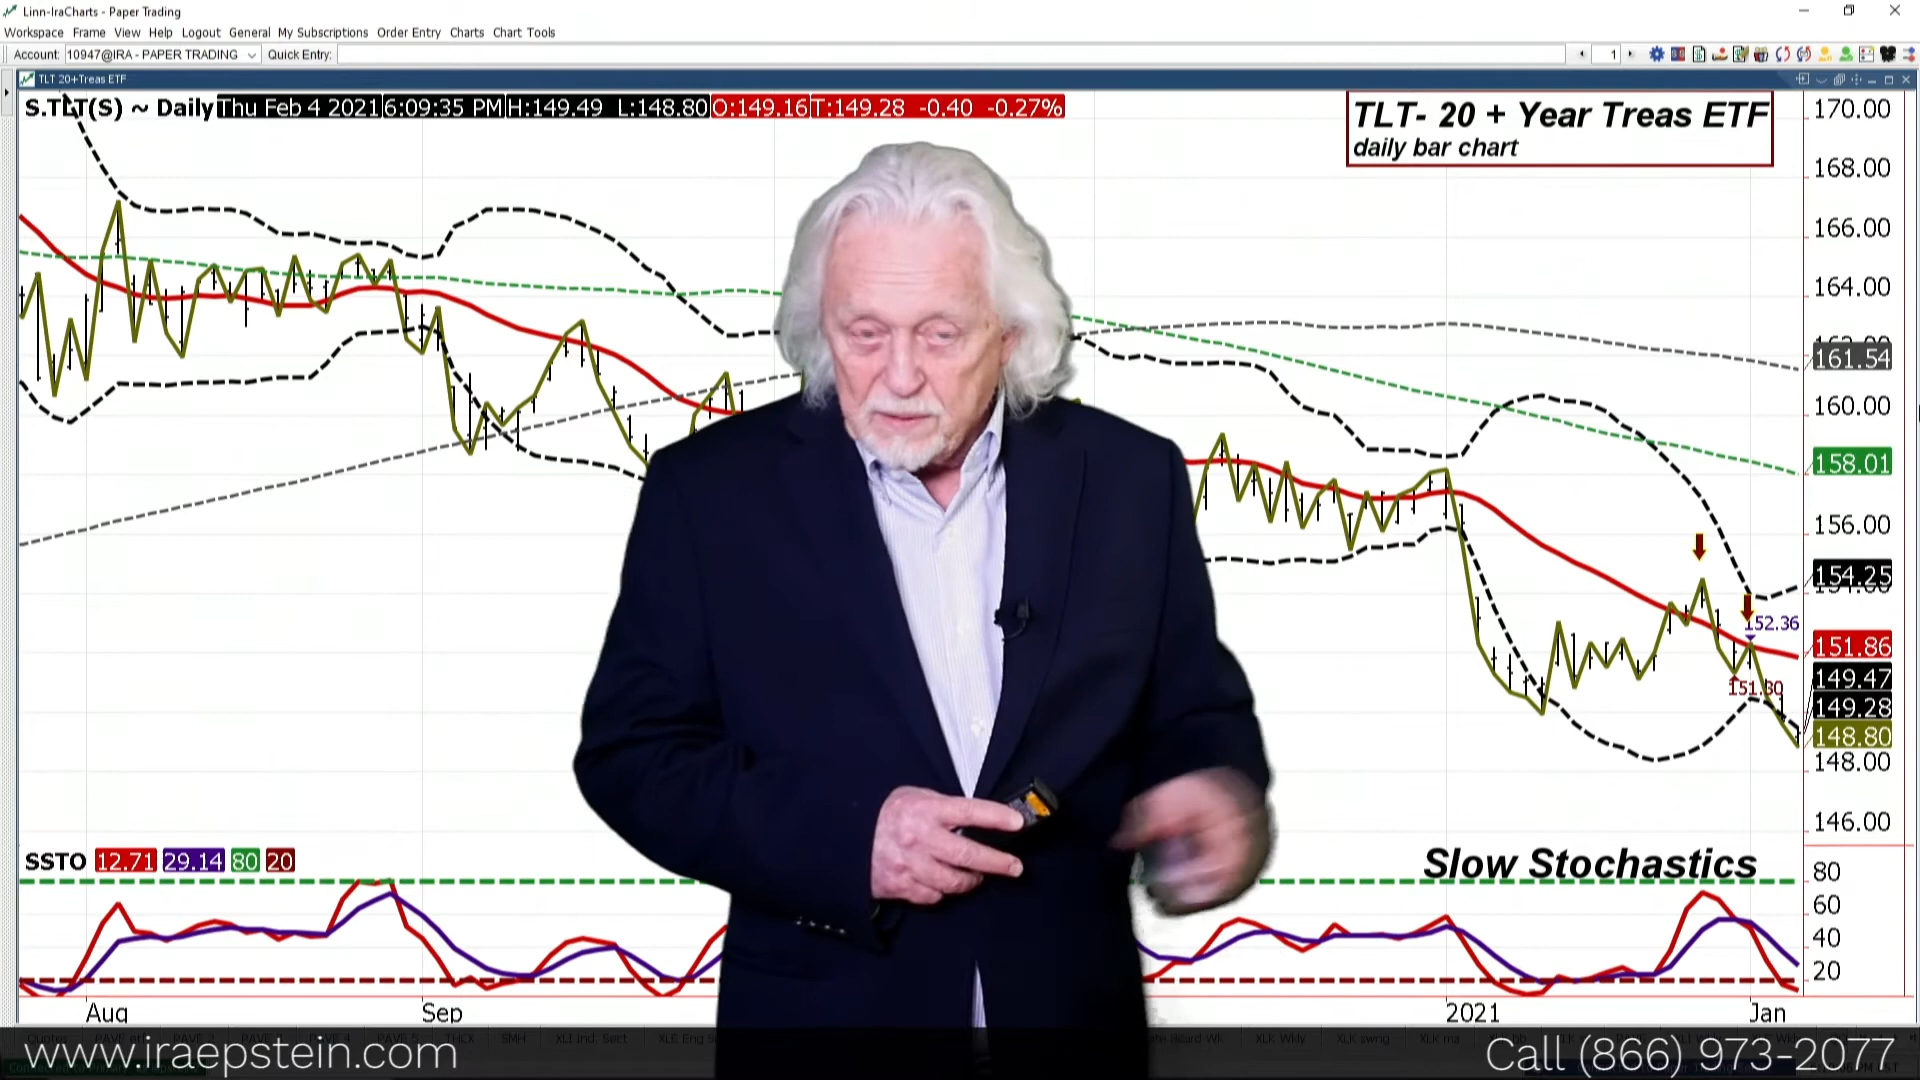 Linn-IraCharts - Paper Trading
Workspace Frame View Help Logout General My Subscriptions Order Entry Charts Chart Tools
Account: 10947@IRA - PAPER TRADING Quick Entry: 1
TLT 20+Treas ETF
S.TLT(S) ~ Daily Thu Feb 4 2021 6:09:35 PM H:149.49 L:148.80 O:149.16 T:149.28 -0.40 -0.27%
TLT- 20 + Year Treas ETF
daily bar chart
170.00
168.00
166.00
164.00
162.00
161.54
160.00
158.01
156.00
154.25
154.00
152.36
151.86
149.47
151.80
149.28
148.80
148.00
146.00
SSTO 12.71 29.14 80 20
Slow Stochastics
80
60
40
20
Aug Sep 2021 Jan
www.iraepstein.com
Call (866) 973-2077